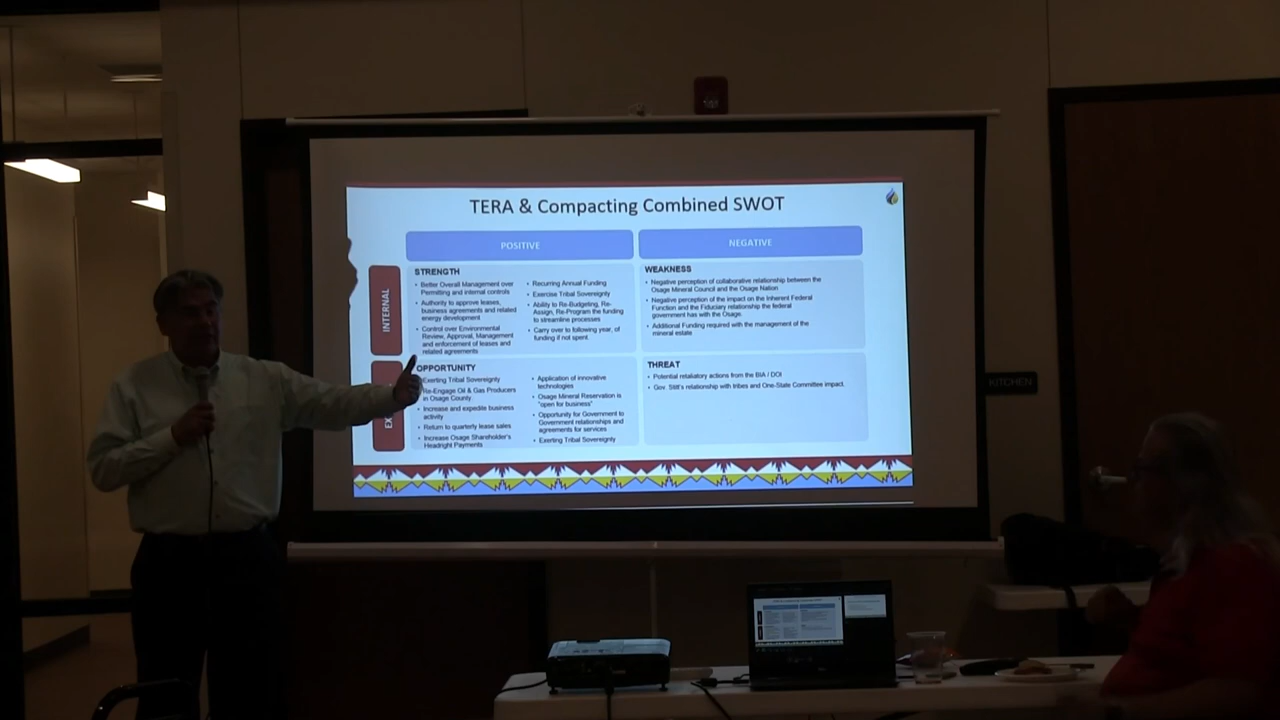 TERA & Compacting Combined SWOT
POSITIVE
NEGATIVE
INTERNAL
STRENGTH
• Better Overall Management over
Permitting and internal controls
• Authority to approve leases,
business agreements and related
energy development
• Control over Environmental
Review, Approval, Management
and enforcement of leases and
related agreements
• Recurring Annual Funding
• Exercise Tribal Sovereignty
• Ability to Re-Budgeting, Re-
Assign, Re-Program the funding
to streamline processes
• Carry over to following year, of
funding if not spent.
WEAKNESS
• Negative perception of collaborative relationship between the
Osage Mineral Council and the Osage Nation
• Negative perception of the impact on the Inherent Federal
Function and the Fiduciary relationship the federal
government has with the Osage.
• Additional Funding required with the management of the
mineral estate
EX
OPPORTUNITY
Exerting Tribal Sovereignty
Re-Engage Oil & Gas Producers
in Osage County
• Increase and expedite business
activity
• Return to quarterly lease sales
• Increase Osage Shareholder's
Headright Payments
• Application of innovative
technologies
• Osage Mineral Reservation is
"open for business"
• Opportunity for Government to
Government relationships and
agreements for services
• Exerting Tribal Sovereignty
THREAT
• Potential retaliatory actions from the BIA / DOI
• Gov. Stitt's relationship with tribes and One-State Committee impact.
KITCHEN